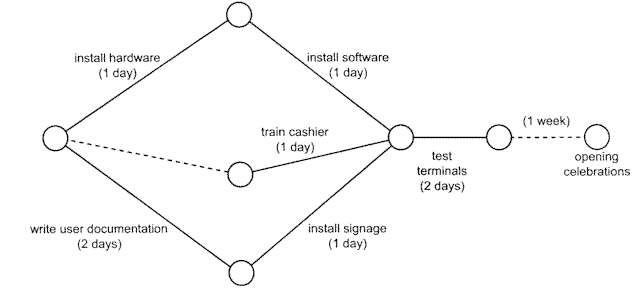 install hardware
(1 day)
install software
(1 day)
train cashier
(1 day)
(1 week)
test
terminals
(2 days)
opening
celebrations
write user documentation
(2 days)
install signage
(1 day)